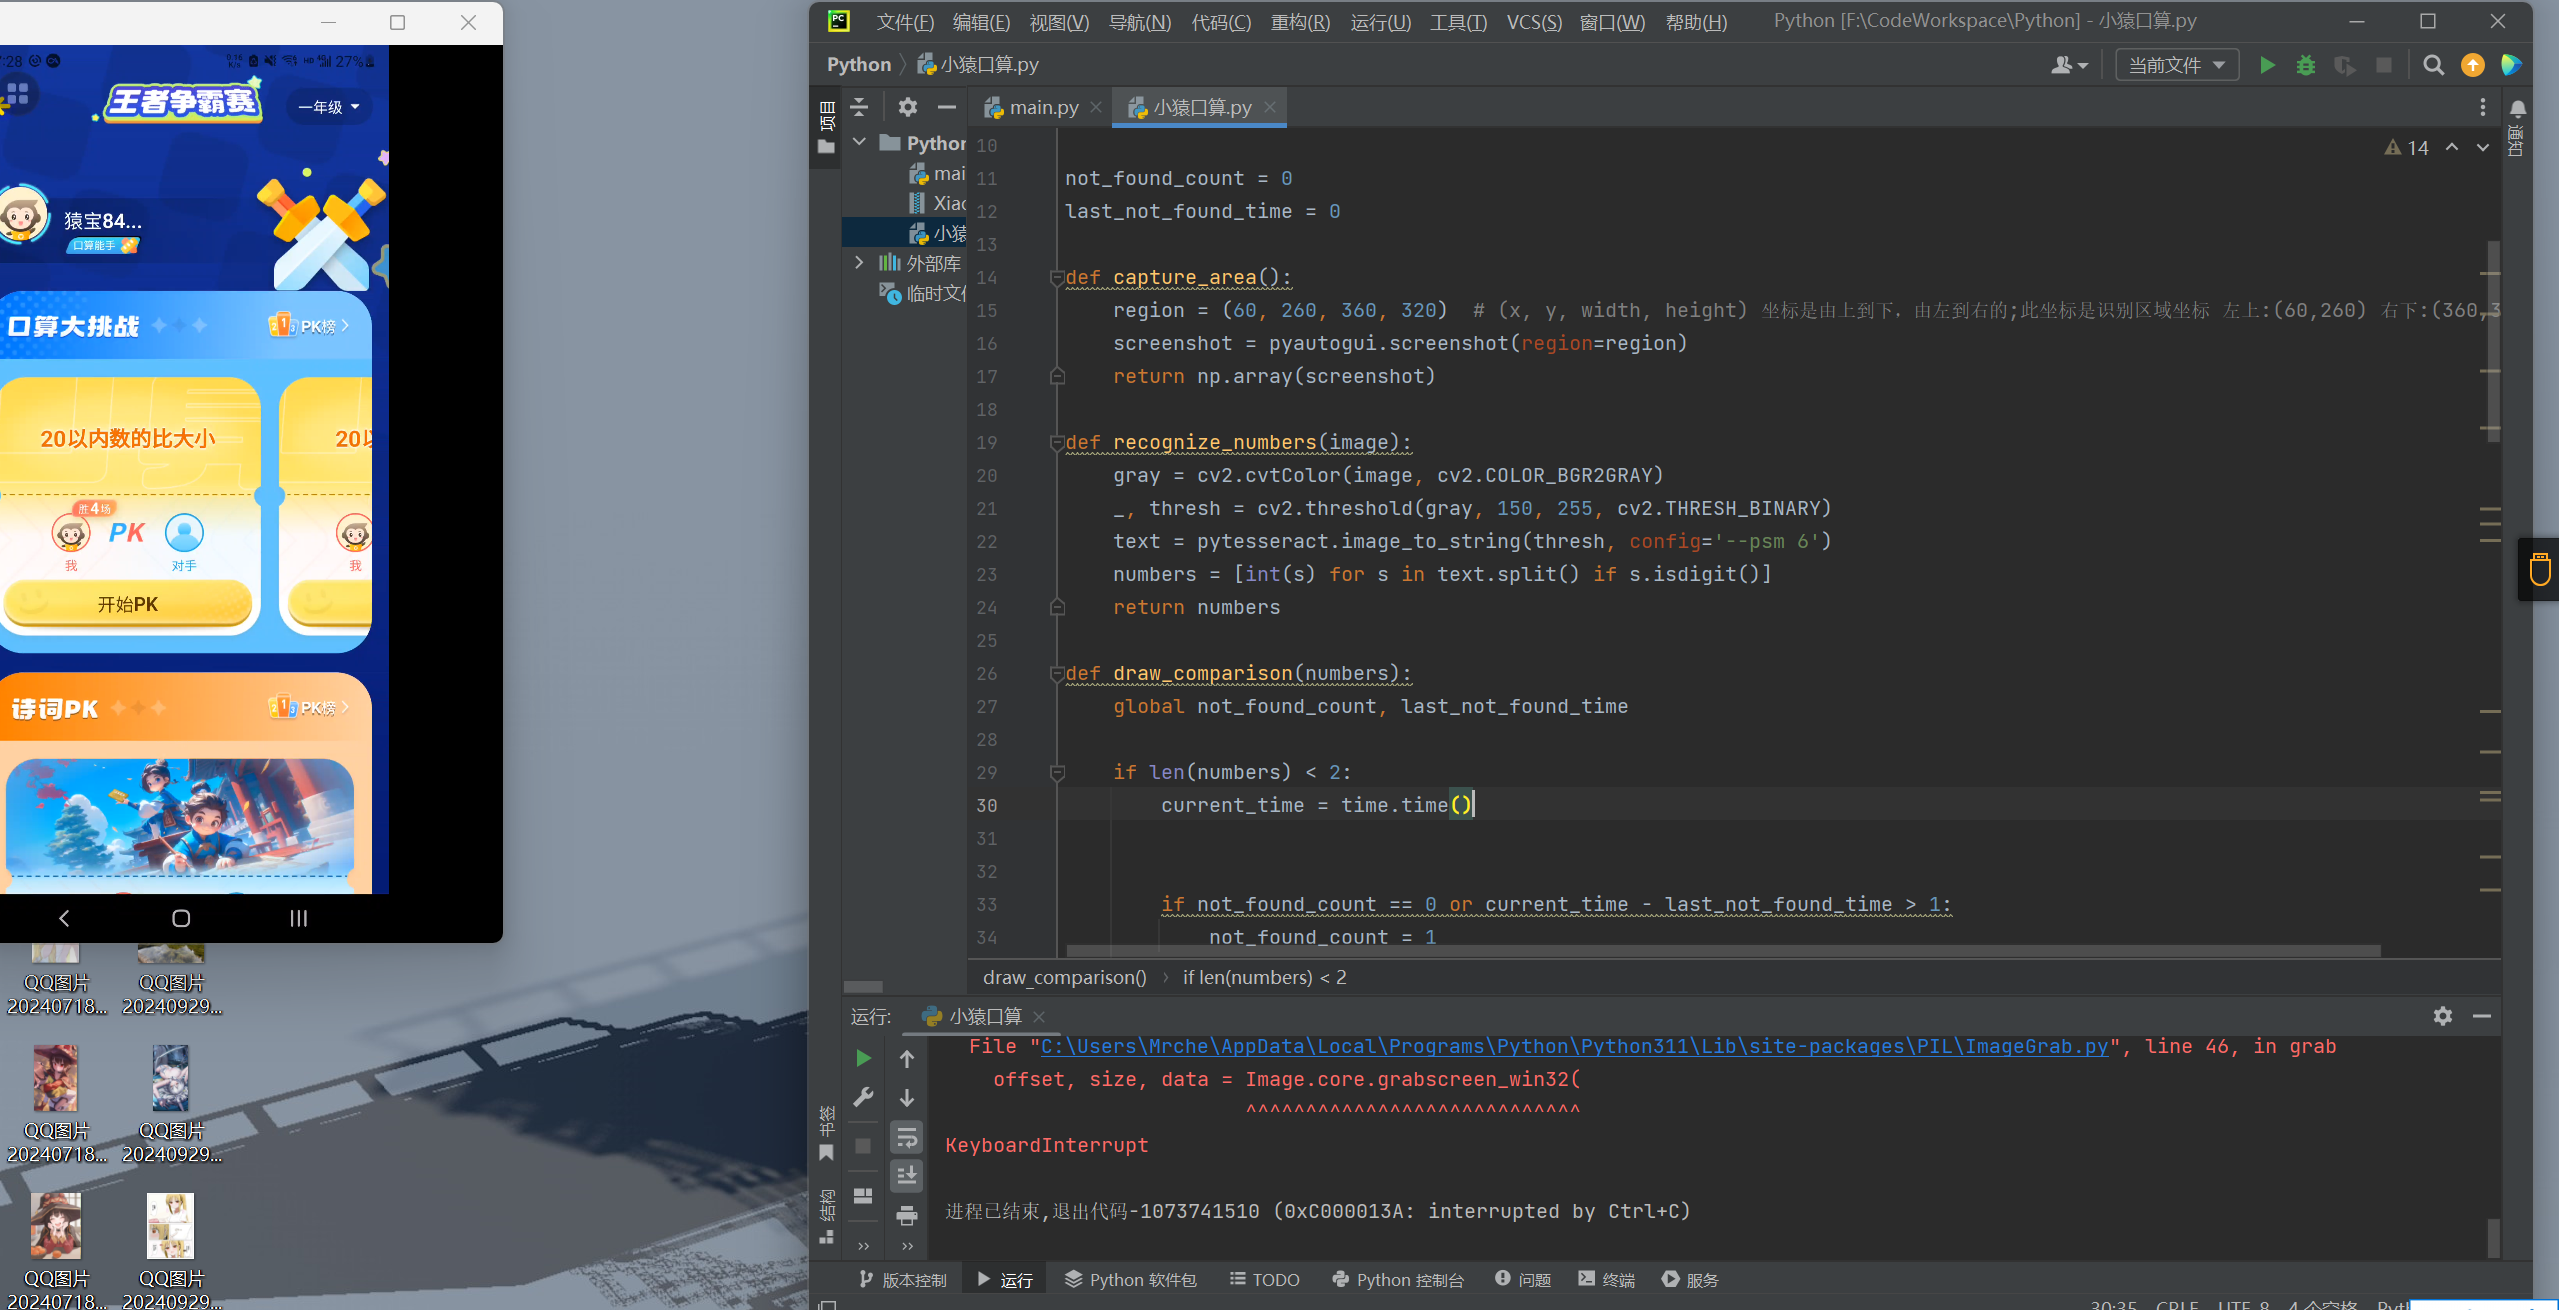 :28
27%
王者争霸赛
一年级
猿宝84...
口算能手
口算大挑战
PK榜
20以内数的比大小
胜4场
PK
我
对手
我
开始PK
诗词PK
PK榜
QQ图片
20240718...
QQ图片
20240929...
QQ图片
20240718...
QQ图片
20240929...
QQ图片
20240718...
QQ图片
20240929...
文件(F) 编辑(E) 视图(V) 导航(N) 代码(C) 重构(R) 运行(U) 工具(T) VCS(S) 窗口(W) 帮助(H) Python [F:\CodeWorkspace\Python] - 小猿口算.py
Python 小猿口算.py
当前文件
项目
main.py
小猿口算.py
Python
mai
Xiao
小猿
外部库
临时文件
14
通知
10
11 not_found_count = 0
12 last_not_found_time = 0
13
14 def capture_area():
15 region = (60, 260, 360, 320) # (x, y, width, height) 坐标是由上到下，由左到右的;此坐标是识别区域坐标 左上:(60,260) 右下:(360,3
16 screenshot = pyautogui.screenshot(region=region)
17 return np.array(screenshot)
18
19 def recognize_numbers(image):
20 gray = cv2.cvtColor(image, cv2.COLOR_BGR2GRAY)
21 _, thresh = cv2.threshold(gray, 150, 255, cv2.THRESH_BINARY)
22 text = pytesseract.image_to_string(thresh, config='--psm 6')
23 numbers = [int(s) for s in text.split() if s.isdigit()]
24 return numbers
25
26 def draw_comparison(numbers):
27 global not_found_count, last_not_found_time
28
29 if len(numbers) < 2:
30 current_time = time.time()
31
32
33 if not_found_count == 0 or current_time - last_not_found_time > 1:
34 not_found_count = 1
draw_comparison() › if len(numbers) < 2
运行: 小猿口算
File "C:\Users\Mrche\AppData\Local\Programs\Python\Python311\Lib\site-packages\PIL\ImageGrab.py", line 46, in grab
offset, size, data = Image.core.grabscreen_win32(
^^^^^^^^^^^^^^^^^^^^^^^^^^^^
KeyboardInterrupt
进程已结束,退出代码-1073741510 (0xC000013A: interrupted by Ctrl+C)
书签
结构
版本控制 运行 Python 软件包 TODO Python 控制台 问题 终端 服务
30:35 CRLF UTF-8 4 个空格